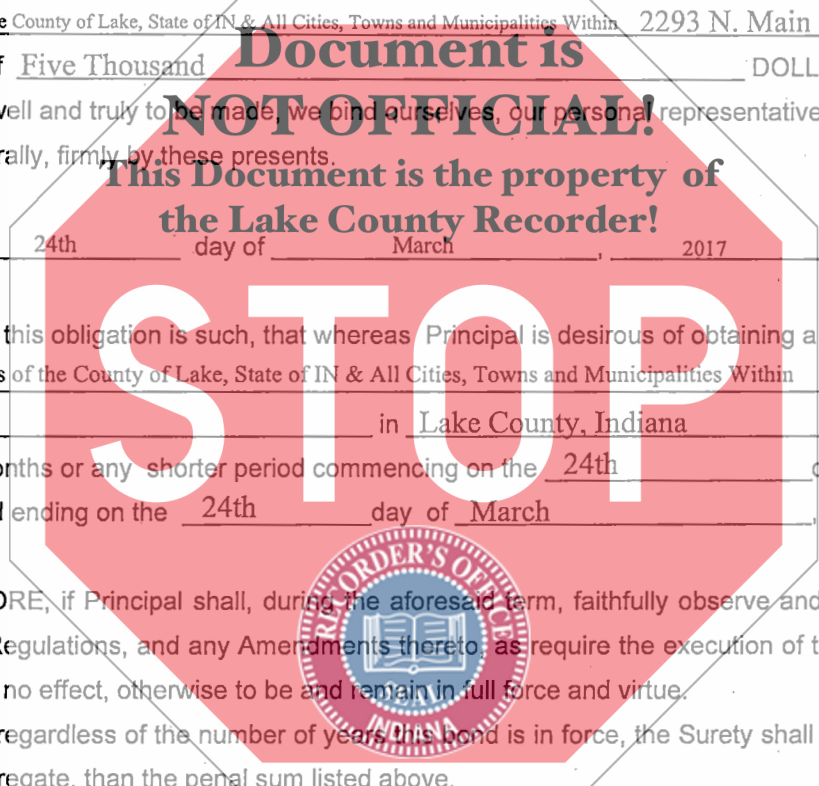 e County of Lake, State of IN & All Cities, Towns and Municipalities Within 2293 N. Main
Document is
f Five Thousand DOLL
NOT OFFICIAL!
vell and truly to be made, we bind ourselves, our personal representative
rally, firmly by these presents.
This Document is the property of
the Lake County Recorder!
24th day of March , 2017
STOP
this obligation is such, that whereas Principal is desirous of obtaining a
s of the County of Lake, State of IN & All Cities, Towns and Municipalities Within
in Lake County, Indiana
onths or any shorter period commencing on the 24th
ending on the 24th day of March ,
RECORDER'S OFFICE
ORE, if Principal shall, during the aforesaid term, faithfully observe and
Regulations, and any Amendments thereto, as require the execution of t
no effect, otherwise to be and remain in full force and virtue.
SEAL
INDIANA
regardless of the number of years this bond is in force, the Surety shall
regate, than the penal sum listed above.